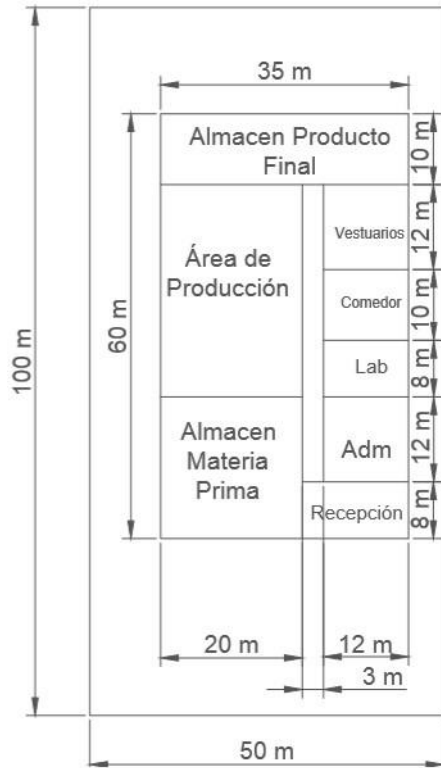 35 m
Almacen Producto
Final
10 m
Vestuarios
12 m
Área de
Producción
Comedor
10 m
60 m
100 m
Lab
8 m
Almacen
Materia
Prima
Adm
12 m
Recepción
8 m
20 m
12 m
3 m
50 m